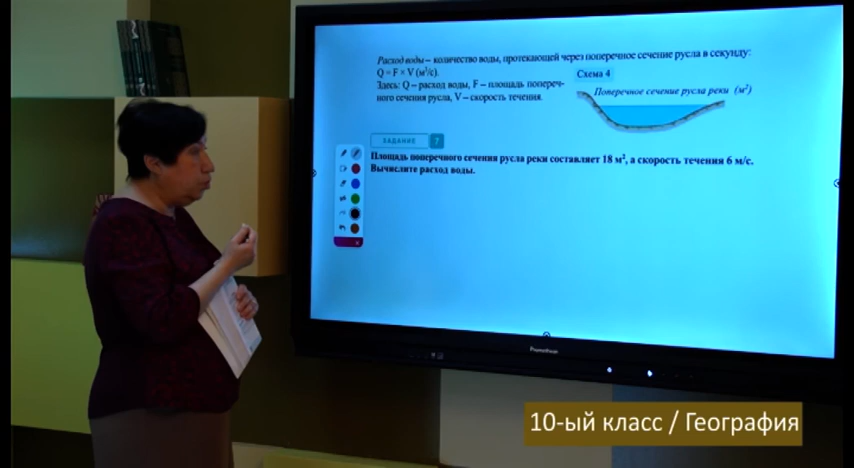 Расход воды – количество воды, протекающей через поперечное сечение русла в секунду:
Q = F × V (м³/с).
Здесь: Q – расход воды, F – площадь попереч-
ного сечения русла, V – скорость течения.
Схема 4
Поперечное сечение русла реки (м²)
ЗАДАНИЕ 7
Площадь поперечного сечения русла реки составляет 18 м², а скорость течения 6 м/с.
Вычислите расход воды.
Promethean
10-ый класс / География